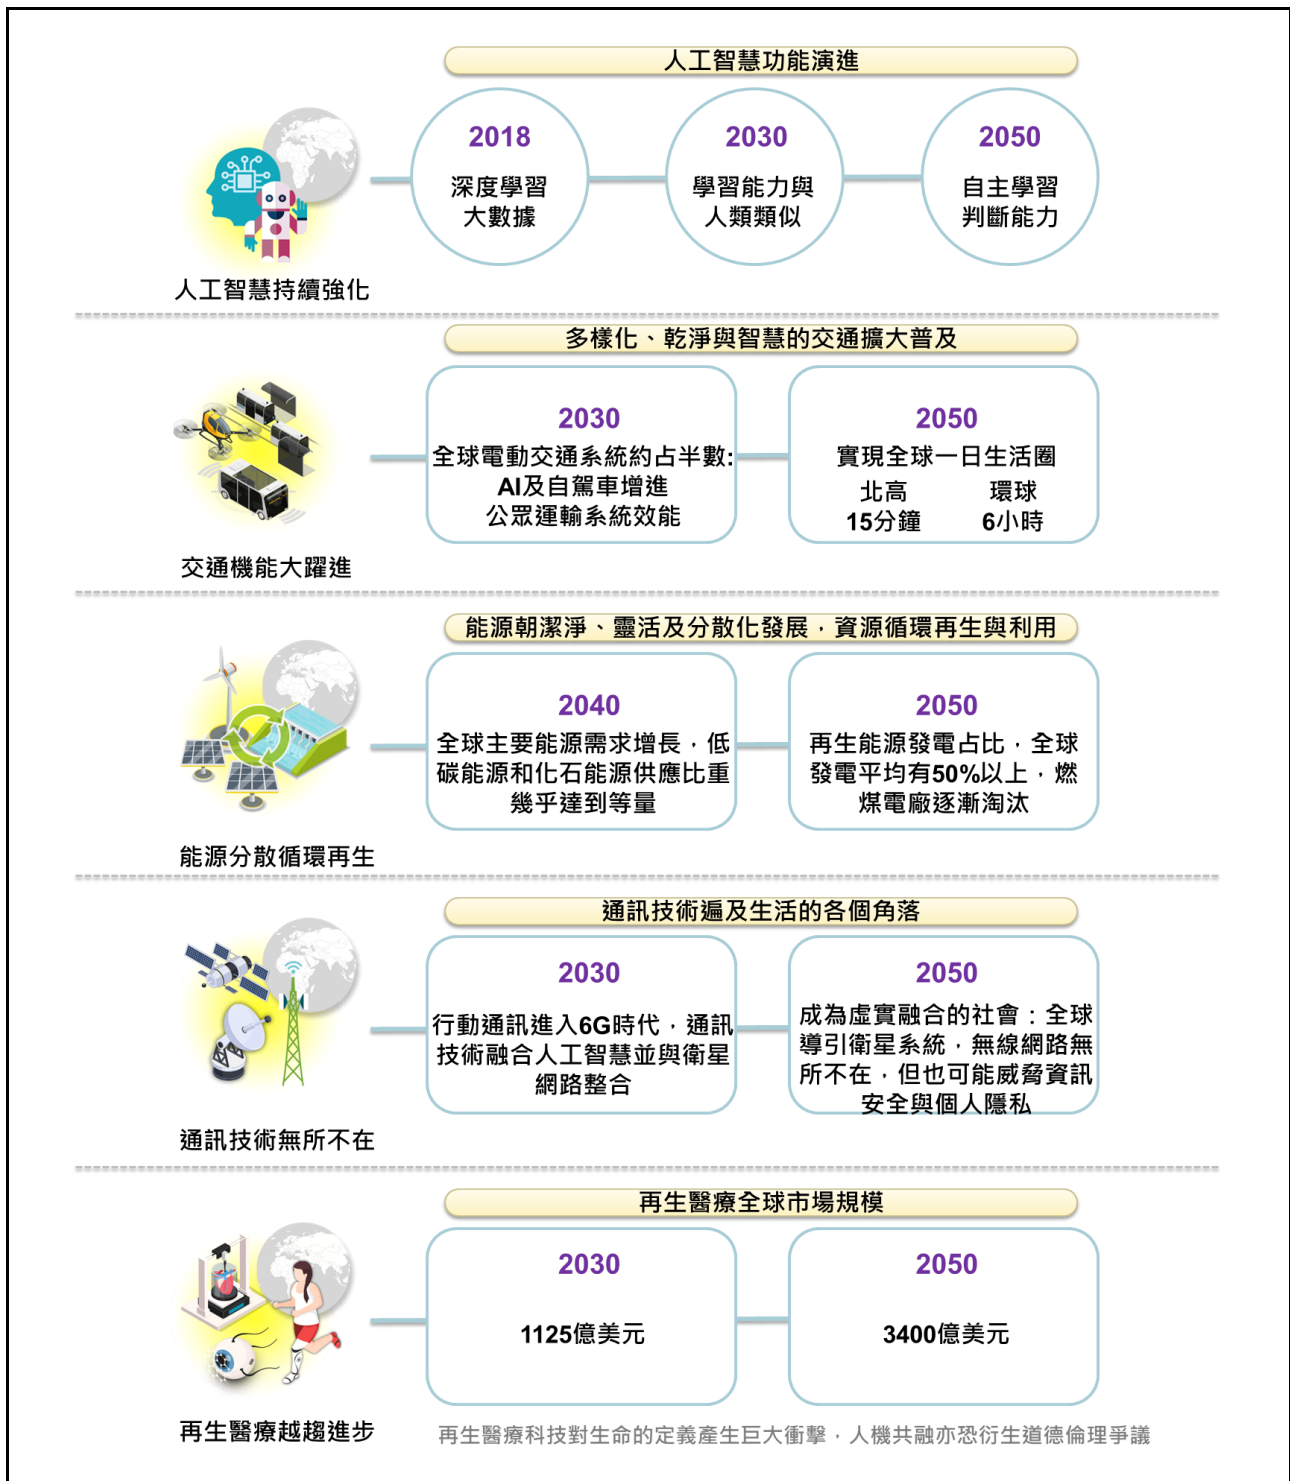 人工智慧功能演進
2018
深度學習
大數據
2030
學習能力與
人類類似
2050
自主學習
判斷能力
人工智慧持續強化
多樣化、乾淨與智慧的交通擴大普及
2030
全球電動交通系統約占半數:
AI及自駕車增進
公眾運輸系統效能
2050
實現全球一日生活圈
北高 環球
15分鐘 6小時
交通機能大躍進
能源朝潔淨、靈活及分散化發展，資源循環再生與利用
2040
全球主要能源需求增長，低
碳能源和化石能源供應比重
幾乎達到等量
2050
再生能源發電占比，全球
發電平均有50%以上，燃
煤電廠逐漸淘汰
能源分散循環再生
通訊技術遍及生活的各個角落
2030
行動通訊進入6G時代，通訊
技術融合人工智慧並與衛星
網路整合
2050
成為虛實融合的社會：全球
導引衛星系統，無線網路無
所不在，但也可能威脅資訊
安全與個人隱私
通訊技術無所不在
再生醫療全球市場規模
2030
1125億美元
2050
3400億美元
再生醫療越趨進步
再生醫療科技對生命的定義產生巨大衝擊，人機共融亦恐衍生道德倫理爭議